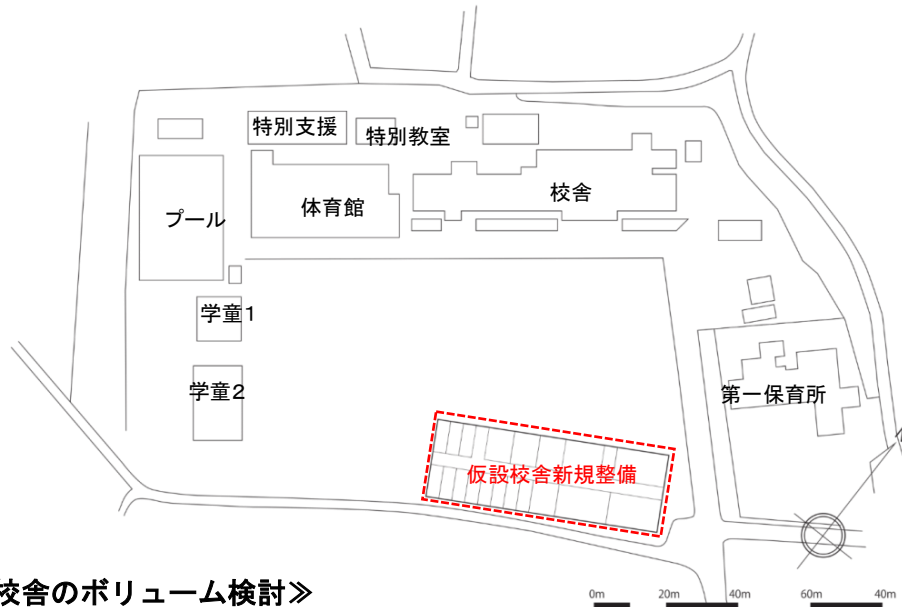 特別支援
特別教室
校舎
体育館
プール
学童1
学童2
第一保育所
仮設校舎新規整備
校舎のボリューム検討≫
0m 20m 40m 60m 40m